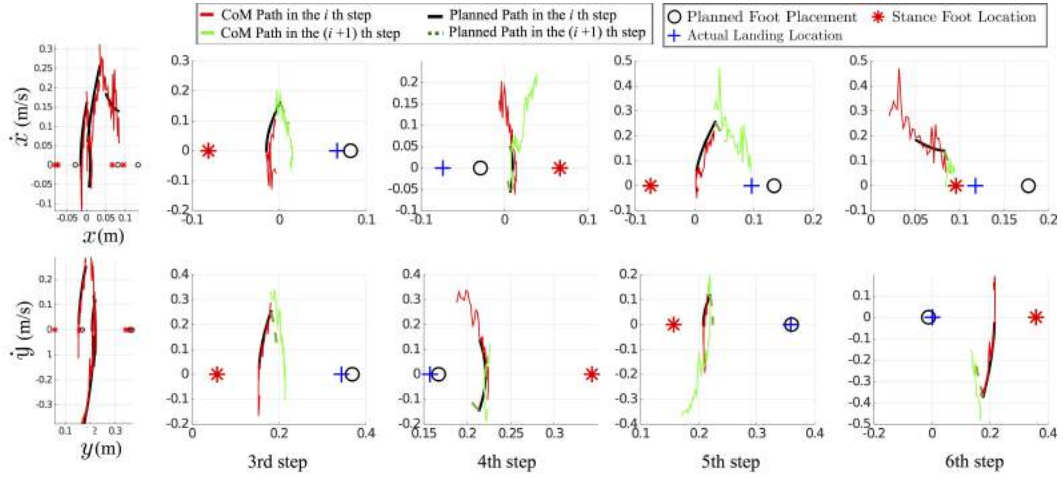 CoM Path in the i th step
Planned Path in the i th step
CoM Path in the (i +1) th step
Planned Path in the (i +1) th step
Planned Foot Placement
Stance Foot Location
Actual Landing Location
ẋ (m/s)
0.3
0.25
0.2
0.15
0.1
0.05
0
-0.05
-0.1
-0.05 0 0.05 0.1
x(m)
0.3
0.2
0.1
0
-0.1
-0.2
-0.1 0 0.1
0.25
0.2
0.15
0.1
0.05
0
-0.05
-0.1
-0.1 0 0.1
0.5
0.4
0.3
0.2
0.1
0
-0.1
-0.1 0 0.1 0.2
0.5
0.4
0.3
0.2
0.1
0
-0.1
0 0.05 0.1 0.15 0.2
ẏ (m/s)
0.2
0.1
0
1
-0.2
-0.3
0.1 2 0.3
y(m)
0.4
0.3
0.2
0.1
0
-0.1
-0.2
0 0.2 0.4
3rd step
0.4
0.3
0.2
0.1
0
-0.1
-0.2
0.15 0.2 0.25 0.3
4th step
0.2
0.1
0
-0.1
-0.2
-0.3
-0.4
0.1 0.2 0.3 0.4
5th step
0.1
0
-0.1
-0.2
-0.3
-0.4
-0.5
-0.2 0 0.2 0.4
6th step